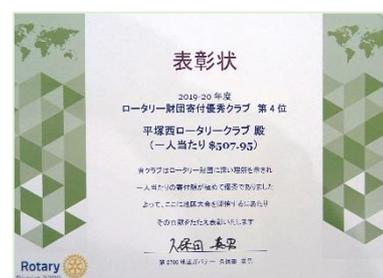 表彰状
2019-20 年度
ロータリー財団寄付優秀クラブ 第4位
平塚西ロータリークラブ 殿
(一人当たり $507.95)
貴クラブはロータリー財団に深い理解を示され
一人当たりの寄付額が極めて優秀でありました
よって、ここに地区大会を開催するにあたり
その貢献をたたえ表彰いたします
Rotary